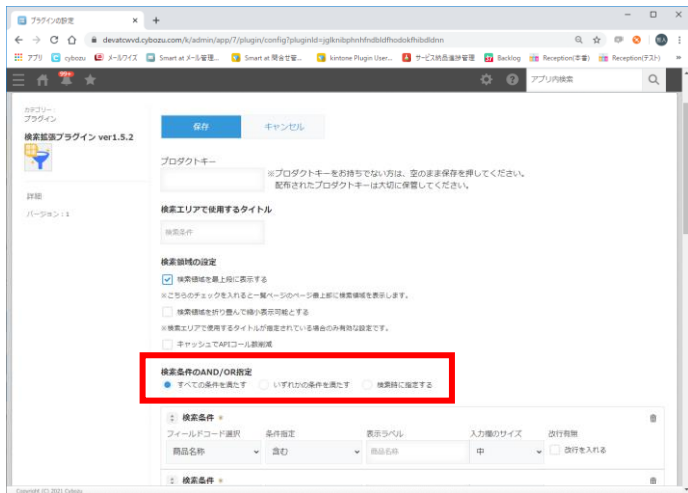 プラグインの設定
devatcwvd.cybozu.com/k/admin/app/7/plugin/config?pluginId=jglknibphnhfndbldfhodokfhibdldnn
アプリ cybozu メールワイズ Smart at メール管理... Smart at 問合せ管... kintone Plugin User... サービス納品進捗管理 Backlog Reception(本番) Reception(テスト) »
99+ アプリ内検索
カテゴリー:
プラグイン
検索拡張プラグイン ver1.5.2
詳細
バージョン:1
保存 キャンセル
プロダクトキー
※プロダクトキーをお持ちでない方は、空のまま保存を押してください。
配布されたプロダクトキーは大切に保管してください。
検索エリアで使用するタイトル
検索条件
検索領域の設定
検索領域を最上段に表示する
※こちらのチェックを入れると一覧ページのページ最上部に検索領域を表示します。
検索領域を折り畳んで縮小表示可能とする
※検索エリアで使用するタイトルが指定されている場合のみ有効な設定です。
キャッシュでAPIコール数削減
検索条件のAND/OR指定
すべての条件を満たす いずれかの条件を満たす 検索時に指定する
検索条件 *
フィールドコード選択 条件指定 表示ラベル 入力欄のサイズ 改行有無
商品名称 含む 商品名称 中 改行を入れる
検索条件 *
Copyright (C) 2021 Cybozu